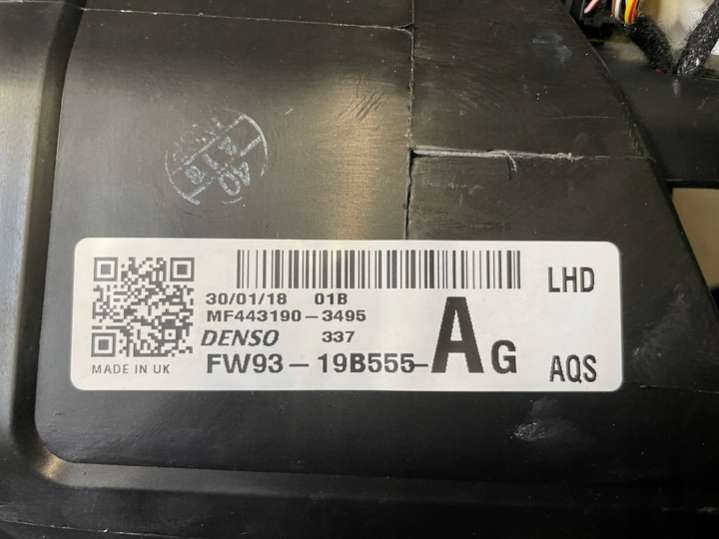 30/01/18 01B
MF443190-3495
DENSO 337
FW93-19B555-AG
MADE IN UK
LHD
AQS